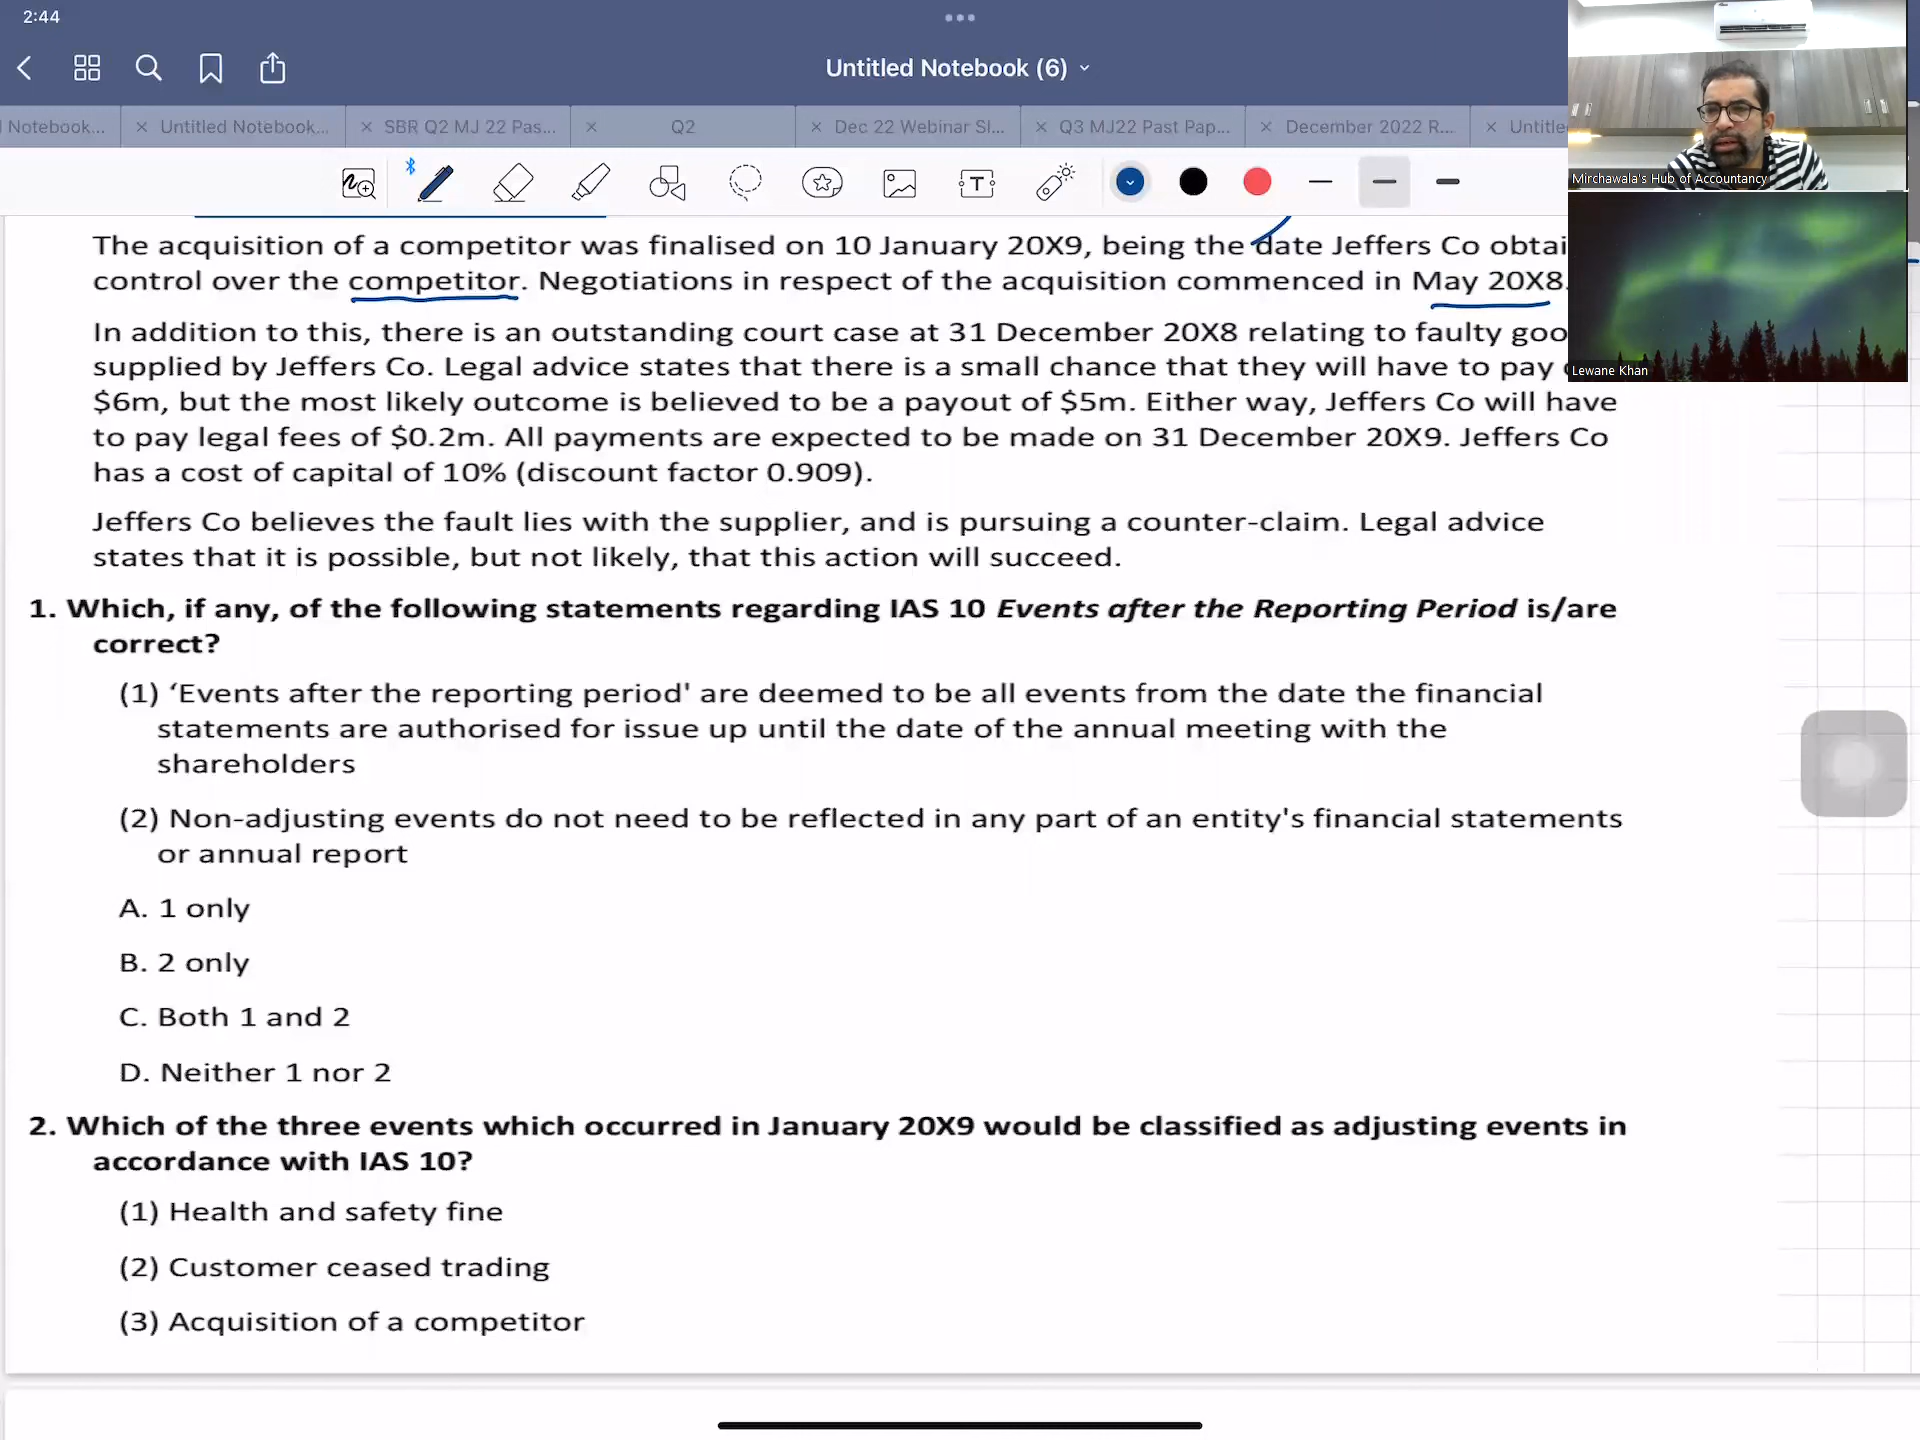 2:44
Untitled Notebook (6)
Notebook...
Untitled Notebook...
SBR Q2 MJ 22 Pas...
Q2
Dec 22 Webinar Sl...
Q3 MJ22 Past Pap...
December 2022 R...
Untitle
Mirchawala's Hub of Accountancy
Lewane Khan
The acquisition of a competitor was finalised on 10 January 20X9, being the date Jeffers Co obtai
control over the competitor. Negotiations in respect of the acquisition commenced in May 20X8.
In addition to this, there is an outstanding court case at 31 December 20X8 relating to faulty goo
supplied by Jeffers Co. Legal advice states that there is a small chance that they will have to pay
$6m, but the most likely outcome is believed to be a payout of $5m. Either way, Jeffers Co will have
to pay legal fees of $0.2m. All payments are expected to be made on 31 December 20X9. Jeffers Co
has a cost of capital of 10% (discount factor 0.909).
Jeffers Co believes the fault lies with the supplier, and is pursuing a counter-claim. Legal advice
states that it is possible, but not likely, that this action will succeed.
1. Which, if any, of the following statements regarding IAS 10 Events after the Reporting Period is/are
correct?
(1) ‘Events after the reporting period' are deemed to be all events from the date the financial
statements are authorised for issue up until the date of the annual meeting with the
shareholders
(2) Non-adjusting events do not need to be reflected in any part of an entity's financial statements
or annual report
A. 1 only
B. 2 only
C. Both 1 and 2
D. Neither 1 nor 2
2. Which of the three events which occurred in January 20X9 would be classified as adjusting events in
accordance with IAS 10?
(1) Health and safety fine
(2) Customer ceased trading
(3) Acquisition of a competitor